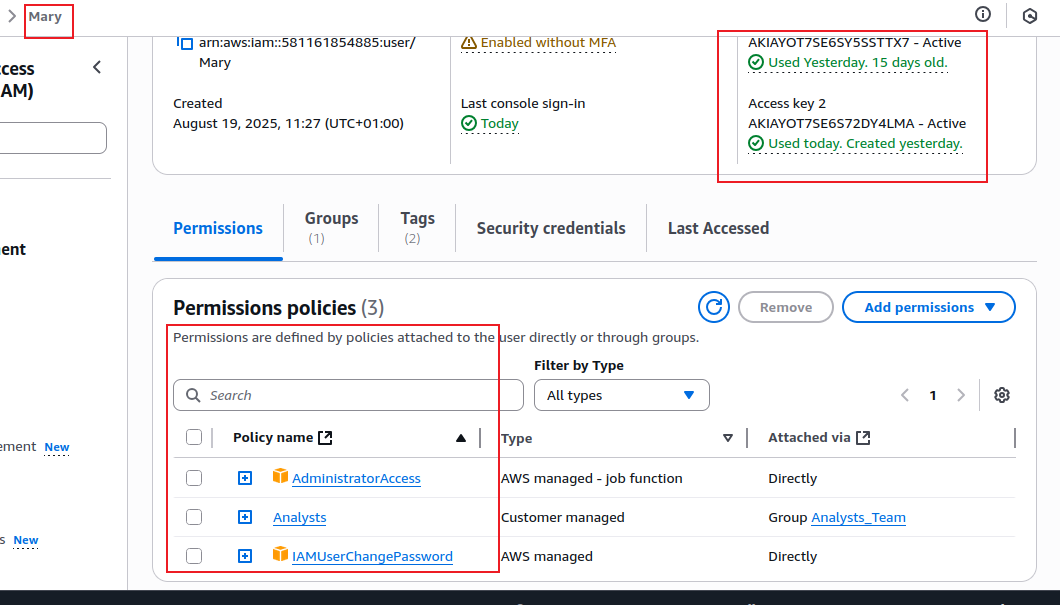 Mary
arn:aws:iam::581161854885:user/
Mary
Enabled without MFA
AKIAYOT7SE6SY5SSTTX7 - Active
Used Yesterday. 15 days old.
Created
August 19, 2025, 11:27 (UTC+01:00)
Last console sign-in
Today
Access key 2
AKIAYOT7SE6S72DY4LMA - Active
Used today. Created yesterday.
ccess
AM)
ent
ement New
s New
Permissions
Groups
(1)
Tags
(2)
Security credentials
Last Accessed
Permissions policies (3)
Remove
Add permissions
Permissions are defined by policies attached to the user directly or through groups.
Filter by Type
Search
All types
1
Policy name
Type
Attached via
AdministratorAccess
AWS managed - job function
Directly
Analysts
Customer managed
Group Analysts_Team
IAMUserChangePassword
AWS managed
Directly